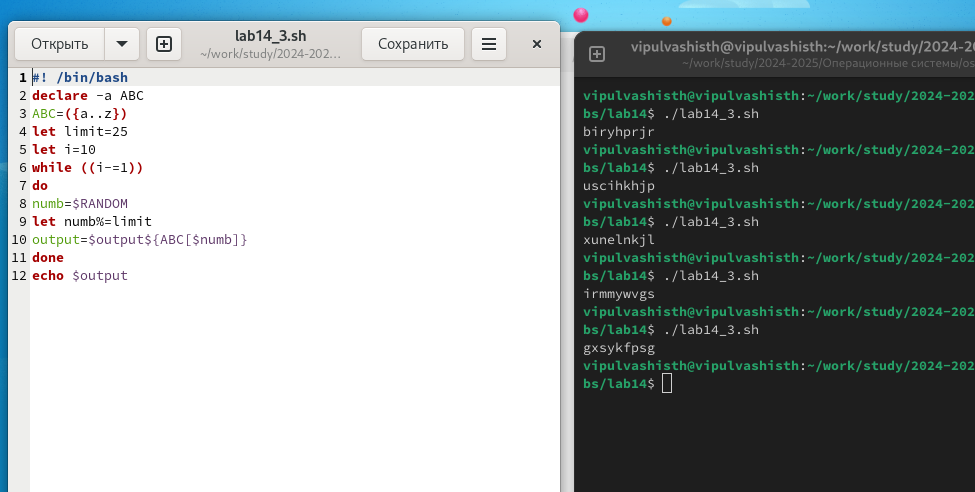 Открыть
lab14_3.sh
~/work/study/2024-202...
Сохранить
1 #! /bin/bash
2 declare -a ABC
3 ABC=({a..z})
4 let limit=25
5 let i=10
6 while ((i-=1))
7 do
8 numb=$RANDOM
9 let numb%=limit
10 output=$output${ABC[$numb]}
11 done
12 echo $output
vipulvashisth@vipulvashisth:~/work/study/2024-20
~/work/study/2024-2025/Операционные системы/os
vipulvashisth@vipulvashisth:~/work/study/2024-202
bs/lab14$ ./lab14_3.sh
biryhprjr
vipulvashisth@vipulvashisth:~/work/study/2024-202
bs/lab14$ ./lab14_3.sh
uscihkhjp
vipulvashisth@vipulvashisth:~/work/study/2024-202
bs/lab14$ ./lab14_3.sh
xunelnkjl
vipulvashisth@vipulvashisth:~/work/study/2024-202
bs/lab14$ ./lab14_3.sh
irmmywvgs
vipulvashisth@vipulvashisth:~/work/study/2024-202
bs/lab14$ ./lab14_3.sh
gxsykfpsg
vipulvashisth@vipulvashisth:~/work/study/2024-202
bs/lab14$